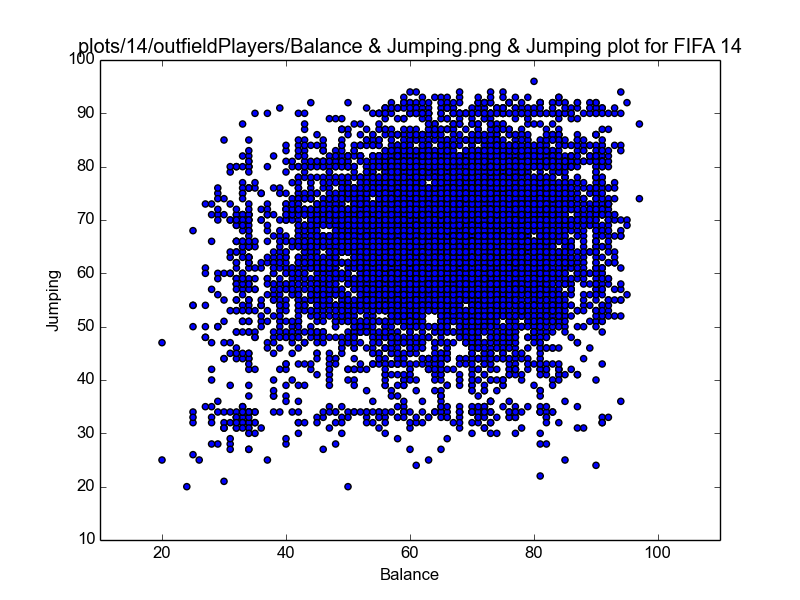 plots/14/outfieldPlayers/Balance & Jumping.png & Jumping plot for FIFA 14
100
90
80
70
60
50
40
30
20
10
Jumping
20 40 60 80 100
Balance